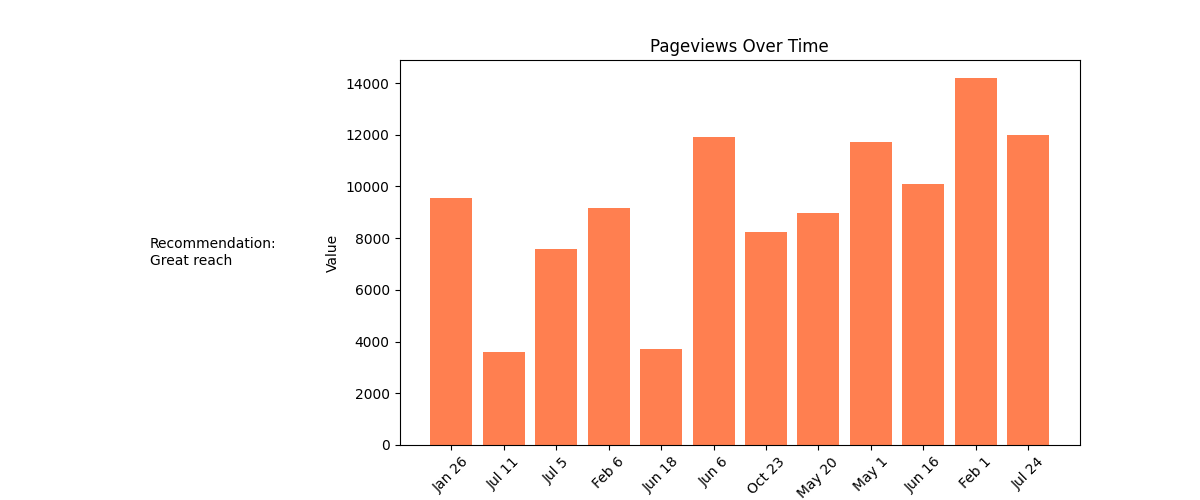 Pageviews Over Time
Recommendation:
Great reach
Value
14000
12000
10000
8000
6000
4000
2000
0
Jan 26
Jul 11
Jul 5
Feb 6
Jun 18
Jun 6
Oct 23
May 20
May 1
Jun 16
Feb 1
Jul 24